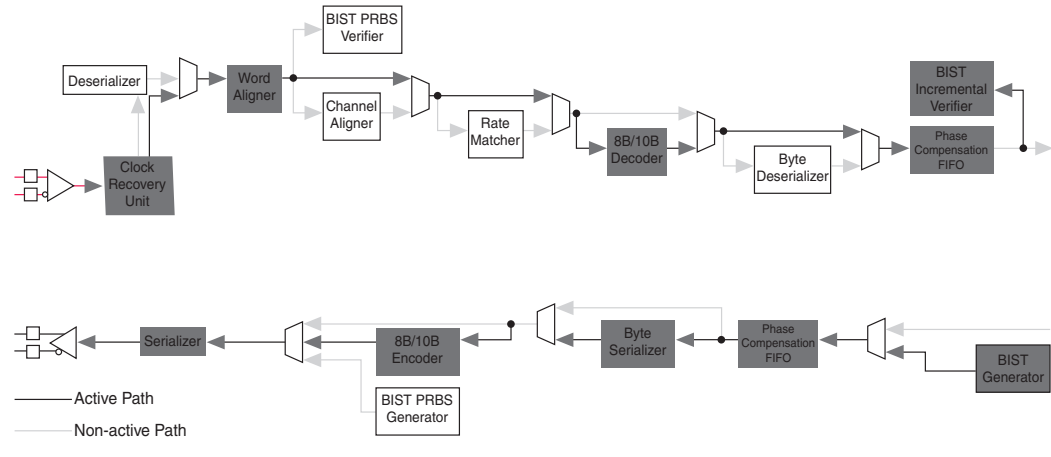 BIST PRBS
Verifier
Deserializer
Word
Aligner
Channel
Aligner
Rate
Matcher
8B/10B
Decoder
Byte
Deserializer
BIST
Incremental
Verifier
Phase
Compensation
FIFO
Clock
Recovery
Unit
Serializer
8B/10B
Encoder
BIST PRBS
Generator
Byte
Serializer
Phase
Compensation
FIFO
BIST
Generator
Active Path
Non-active Path